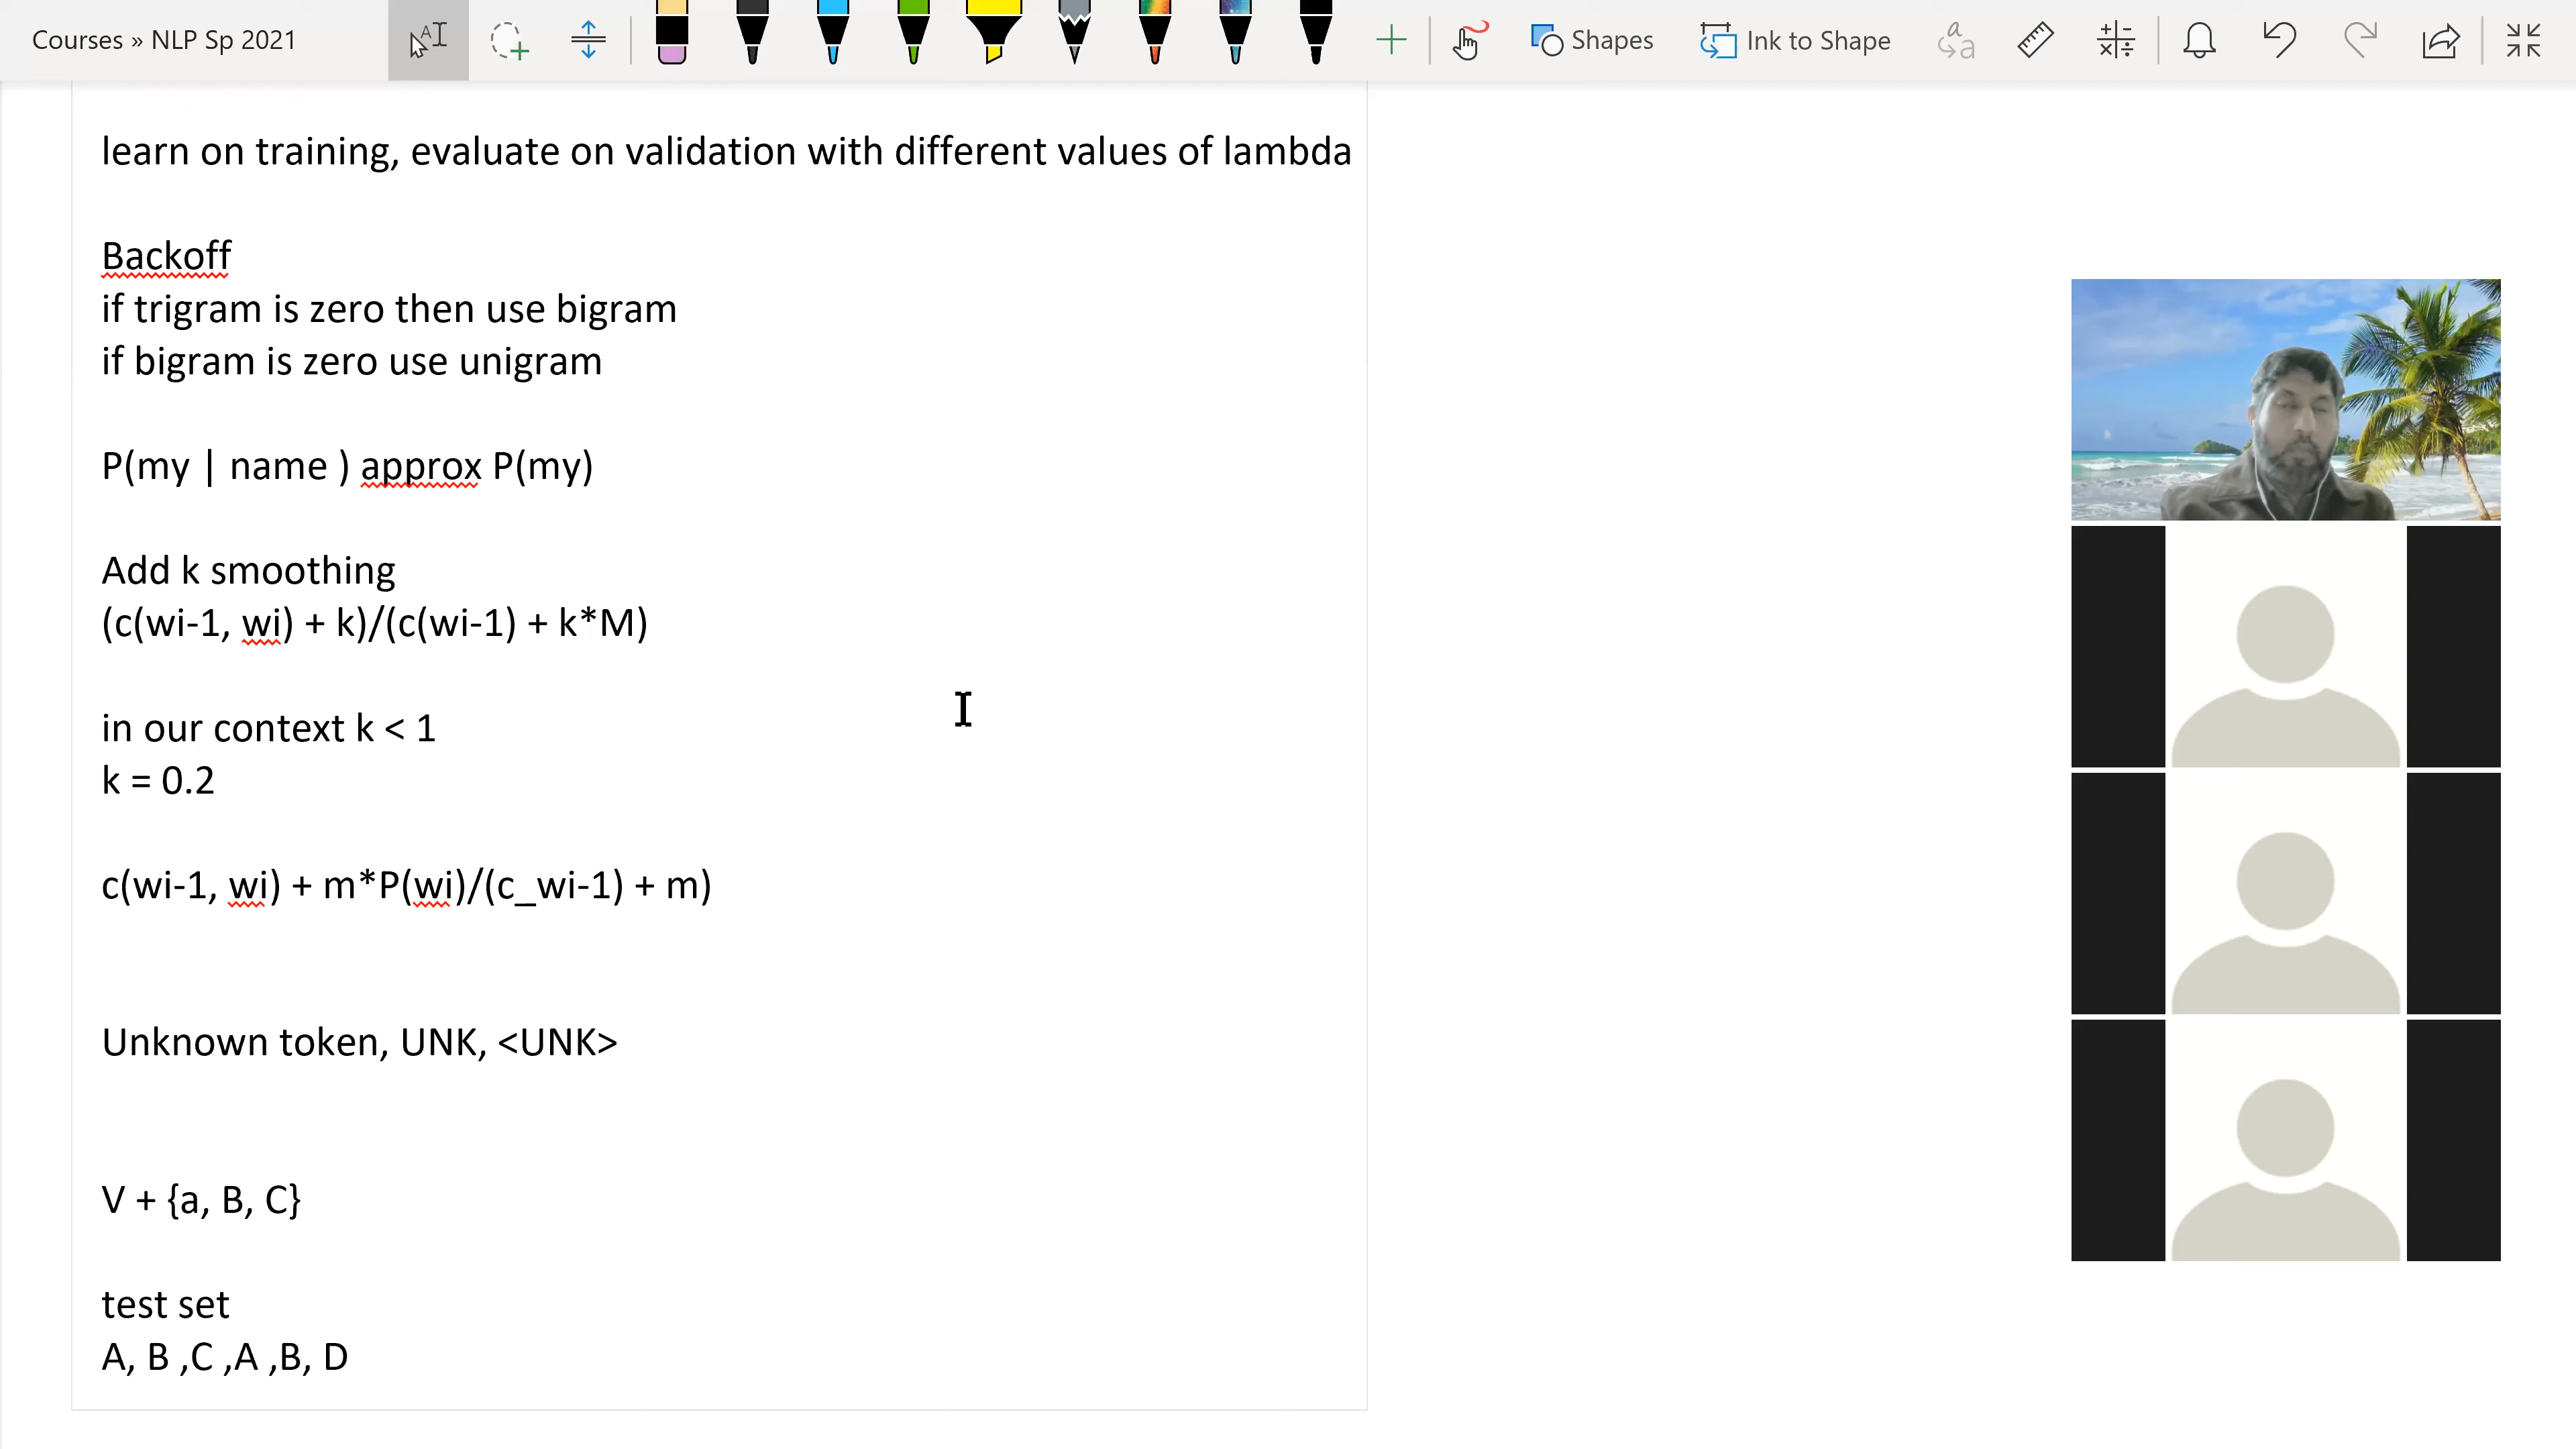 Courses » NLP Sp 2021
Shapes
Ink to Shape
learn on training, evaluate on validation with different values of lambda
Backoff
if trigram is zero then use bigram
if bigram is zero use unigram
P(my | name ) approx P(my)
Add k smoothing
(c(wi-1, wi) + k)/(c(wi-1) + k*M)
in our context k < 1
k = 0.2
c(wi-1, wi) + m*P(wi)/(c_wi-1) + m)
Unknown token, UNK, <UNK>
V + {a, B, C}
test set
A, B ,C ,A ,B, D